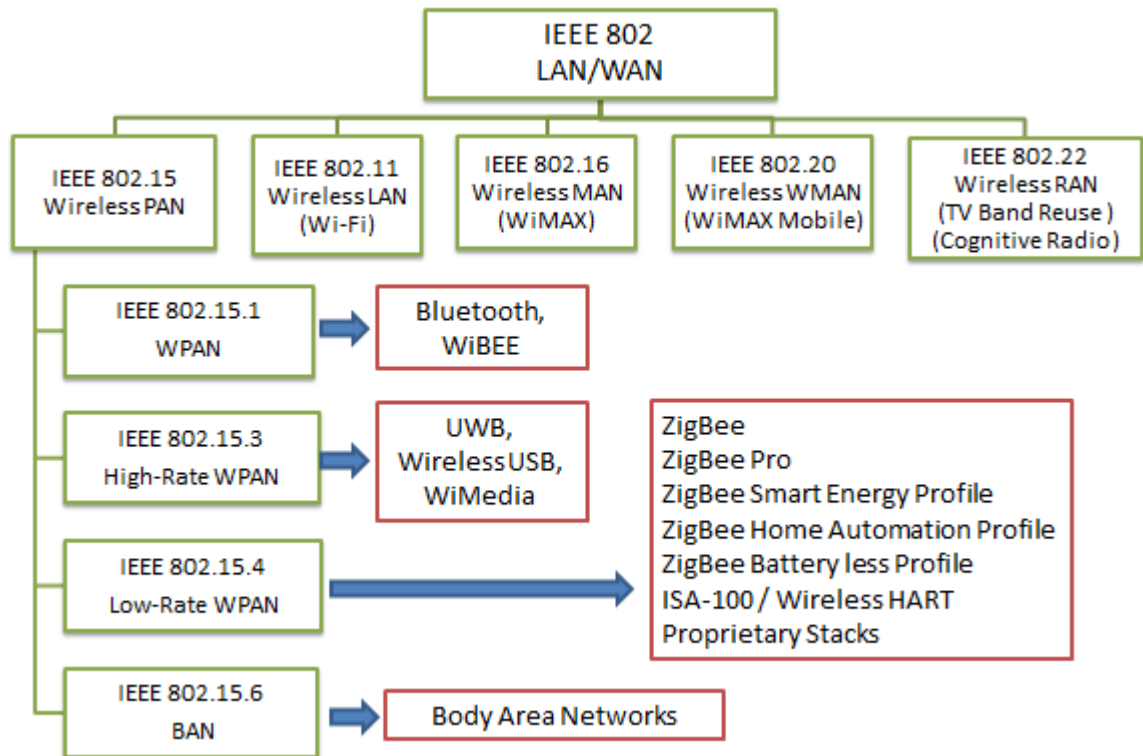 IEEE 802
LAN/WAN
IEEE 802.15
Wireless PAN
IEEE 802.11
Wireless LAN
(Wi-Fi)
IEEE 802.16
Wireless MAN
(WiMAX)
IEEE 802.20
Wireless WMAN
(WiMAX Mobile)
IEEE 802.22
Wireless RAN
(TV Band Reuse )
(Cognitive Radio)
IEEE 802.15.1
WPAN
Bluetooth,
WiBEE
IEEE 802.15.3
High-Rate WPAN
UWB,
Wireless USB,
WiMedia
IEEE 802.15.4
Low-Rate WPAN
ZigBee
ZigBee Pro
ZigBee Smart Energy Profile
ZigBee Home Automation Profile
ZigBee Battery less Profile
ISA-100 / Wireless HART
Proprietary Stacks
IEEE 802.15.6
BAN
Body Area Networks